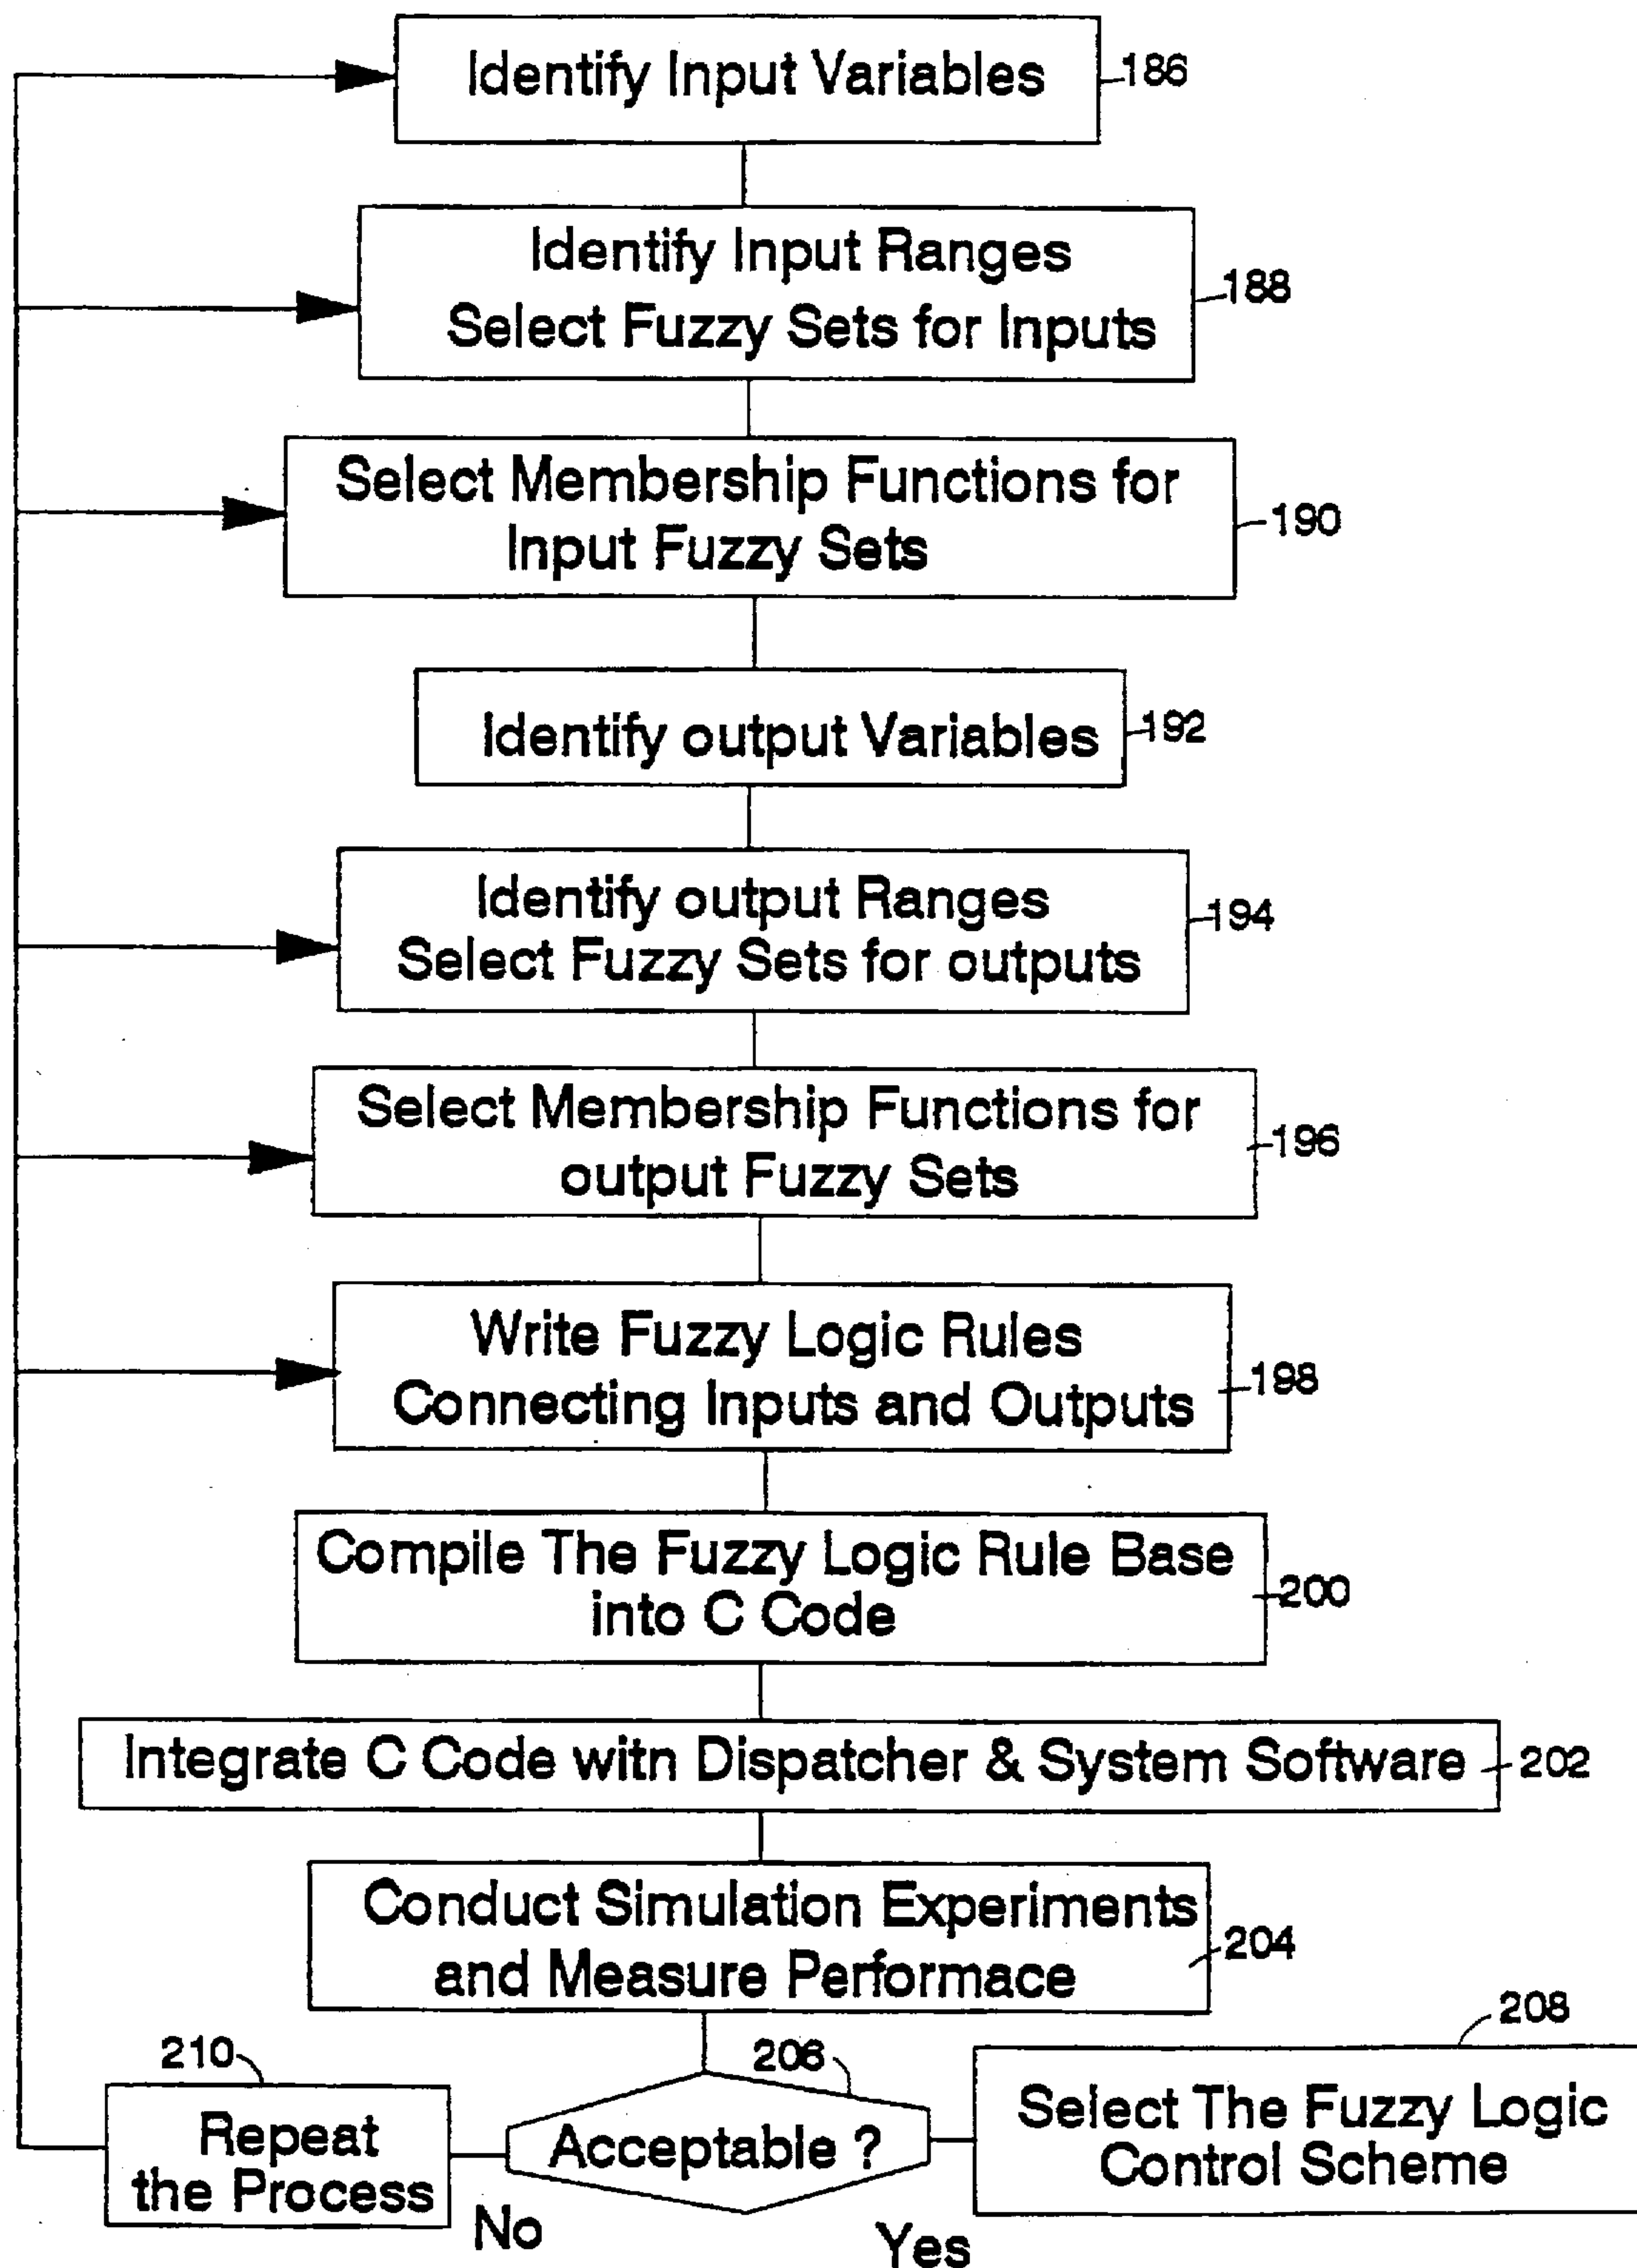 Identify Input Variables
186
Identify Input Ranges
Select Fuzzy Sets for Inputs
188
Select Membership Functions for
Input Fuzzy Sets
190
Identify output Variables
192
Identify output Ranges
Select Fuzzy Sets for outputs
194
Select Membership Functions for
output Fuzzy Sets
196
Write Fuzzy Logic Rules
Connecting Inputs and Outputs
198
Compile The Fuzzy Logic Rule Base
into C Code
200
Integrate C Code witn Dispatcher & System Software
202
Conduct Simulation Experiments
and Measure Performace
204
210
Repeat
the Process
No
206
Acceptable ?
Yes
208
Select The Fuzzy Logic
Control Scheme